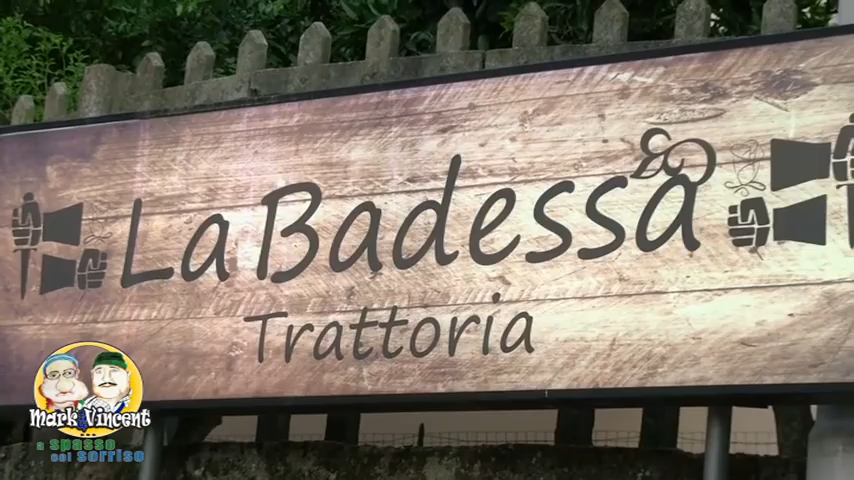 La Badessa
Trattoria
Mark & Vincent
a spasso
col sorriso